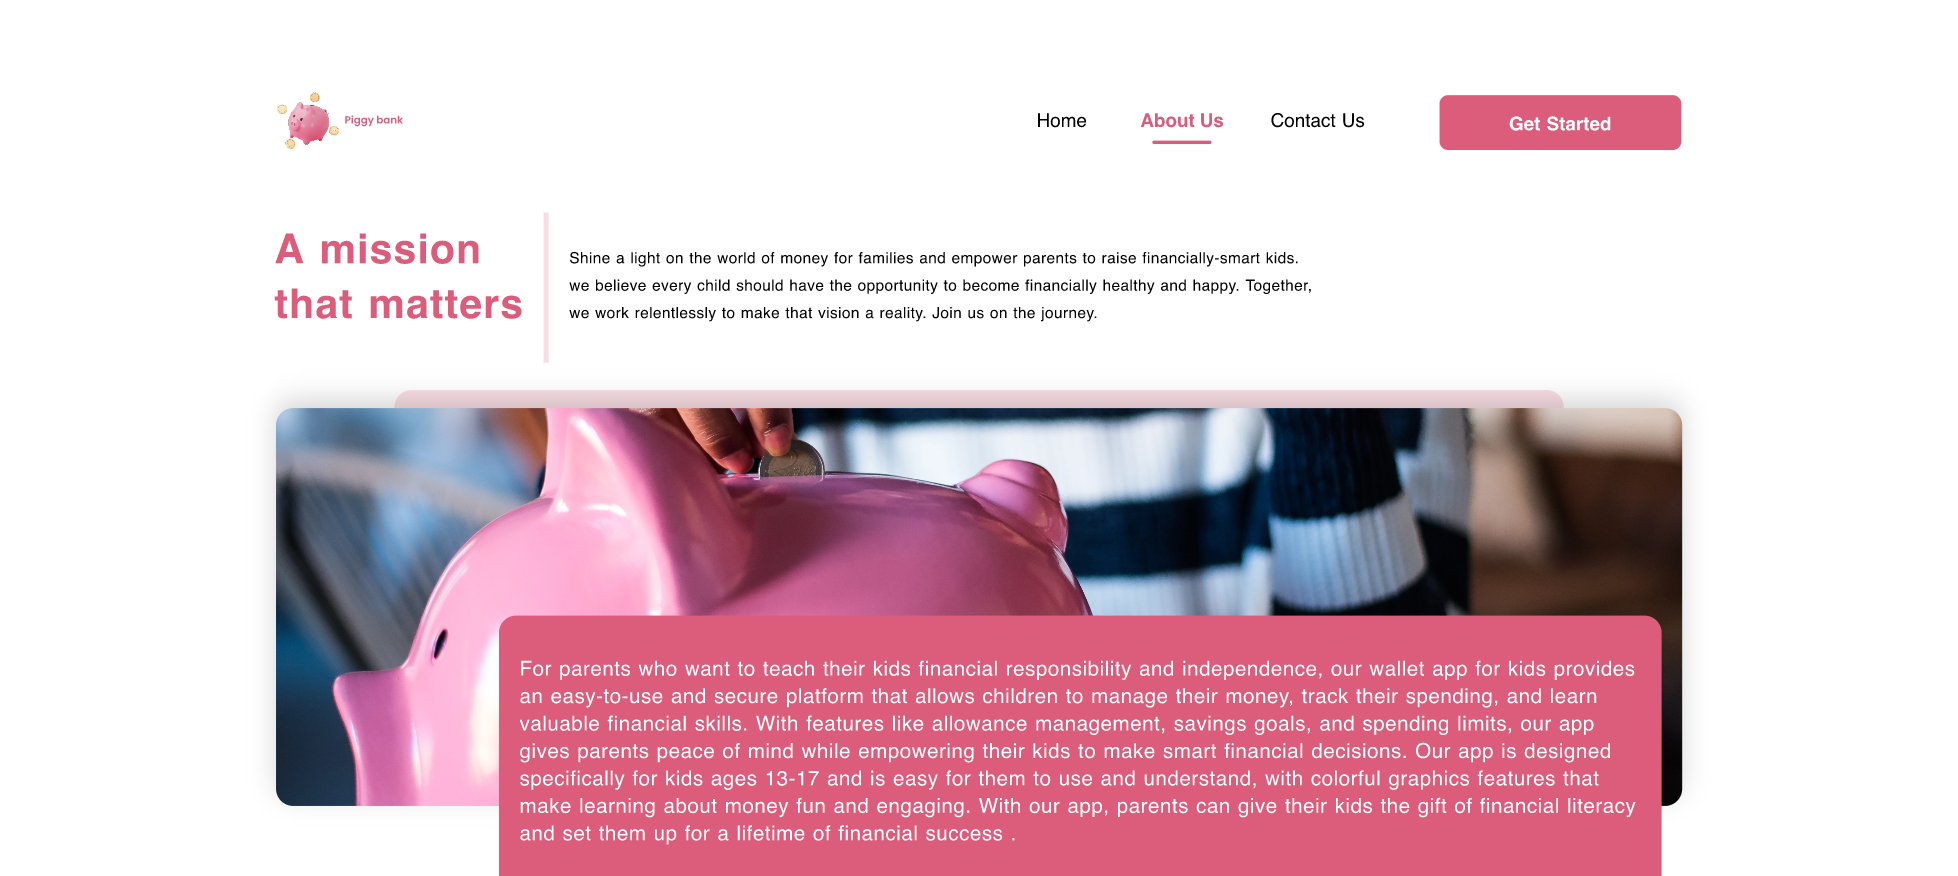 Piggy bank
Home
About Us
Contact Us
Get Started
A mission
that matters
Shine a light on the world of money for families and empower parents to raise financially-smart kids.
we believe every child should have the opportunity to become financially healthy and happy. Together,
we work relentlessly to make that vision a reality. Join us on the journey.
For parents who want to teach their kids financial responsibility and independence, our wallet app for kids provides
an easy-to-use and secure platform that allows children to manage their money, track their spending, and learn
valuable financial skills. With features like allowance management, savings goals, and spending limits, our app
gives parents peace of mind while empowering their kids to make smart financial decisions. Our app is designed
specifically for kids ages 13-17 and is easy for them to use and understand, with colorful graphics features that
make learning about money fun and engaging. With our app, parents can give their kids the gift of financial literacy
and set them up for a lifetime of financial success .